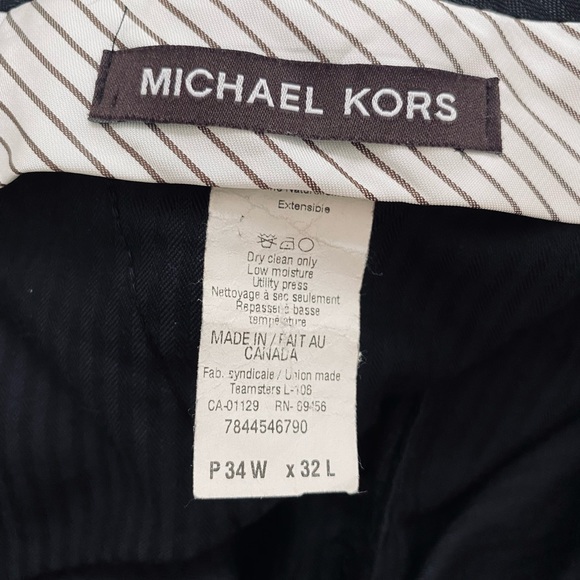 MICHAEL KORS
Extensible
Dry clean only
Low moisture
Utility press
Nettoyage à sec seulement
Repassez à basse
température
MADE IN / FAIT AU
CANADA
Fab. syndicale / Union made
Teamsters L-106
CA-01129 RN- 69456
7844546790
P 34 W x 32 L